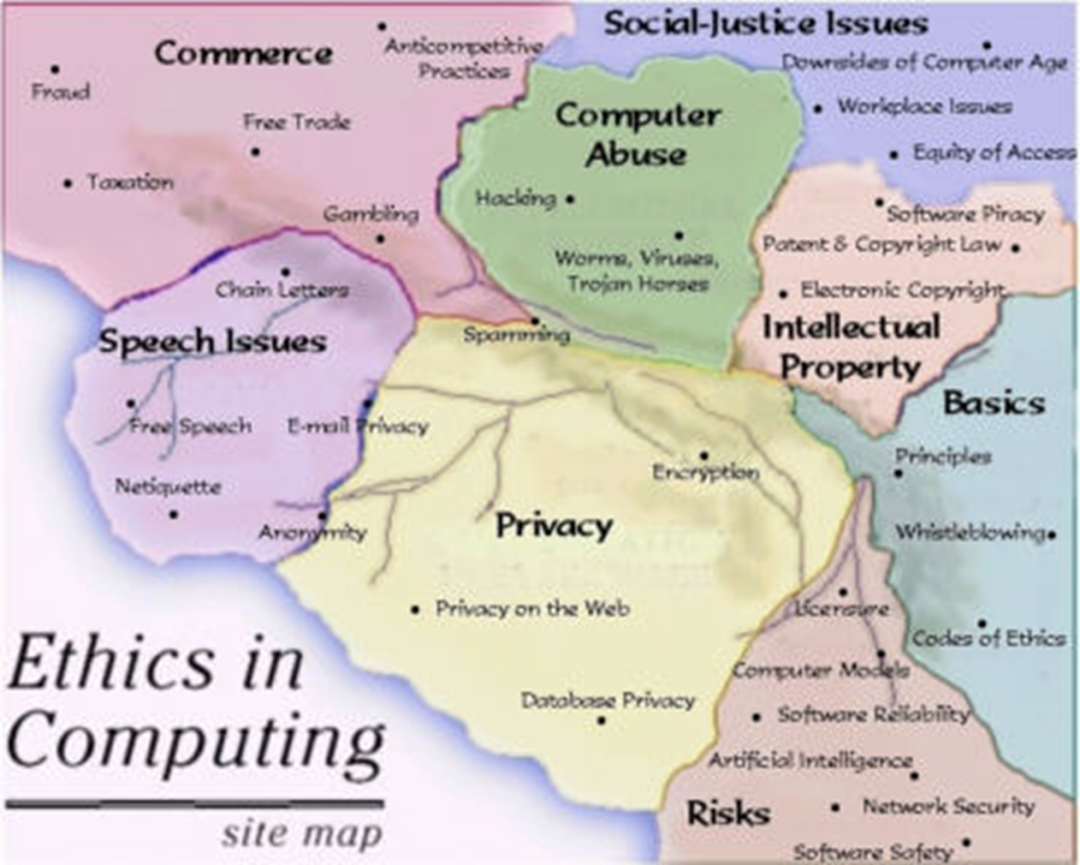 Social-Justice Issues
Downsides of Computer Age
Workplace Issues
Equity of Access
Commerce
Anticompetitive
Practices
Fraud
Free Trade
Taxation
Gambling
Computer
Abuse
Hacking
Worms, Viruses,
Trojan Horses
Spamming
Software Piracy
Patent & Copyright Law
Electronic Copyright
Intellectual
Property
Chain Letters
Speech Issues
Free Speech
E-mail Privacy
Netiquette
Anonymity
Basics
Principles
Whistleblowing
Codes of Ethics
Encryption
Privacy
Privacy on the Web
Database Privacy
Licensure
Computer Models
Software Reliability
Artificial Intelligence
Risks
Network Security
Software Safety
Ethics in
Computing
site map